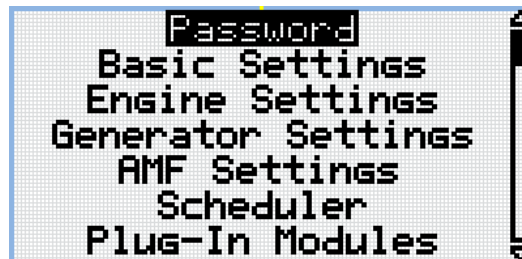 Password
Basic Settings
Engine Settings
Generator Settings
AMF Settings
Scheduler
Plug-In Modules